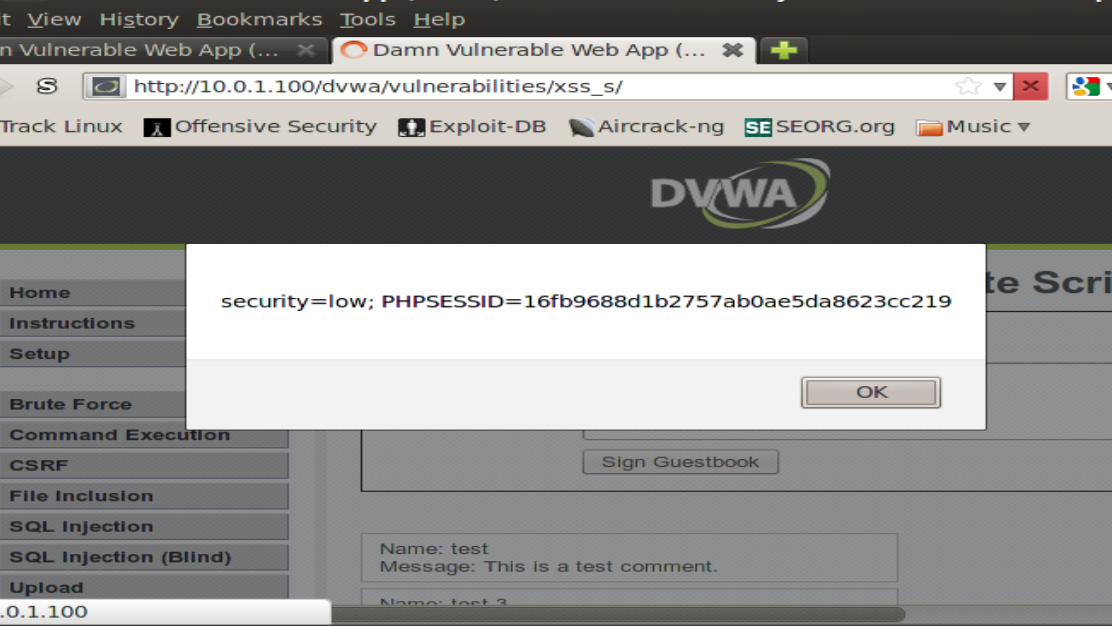 t View History Bookmarks Tools Help
n Vulnerable Web App (... Damn Vulnerable Web App (...
S http://10.0.1.100/dvwa/vulnerabilities/xss_s/
Track Linux Offensive Security Exploit-DB Aircrack-ng SE SEORG.org Music
DVWA
te Scri
security=low; PHPSESSID=16fb9688d1b2757ab0ae5da8623cc219
OK
Home
Instructions
Setup
Brute Force
Command Execution
CSRF
File Inclusion
SQL Injection
SQL Injection (Blind)
Upload
Sign Guestbook
Name: test
Message: This is a test comment.
Name: test 3
.0.1.100